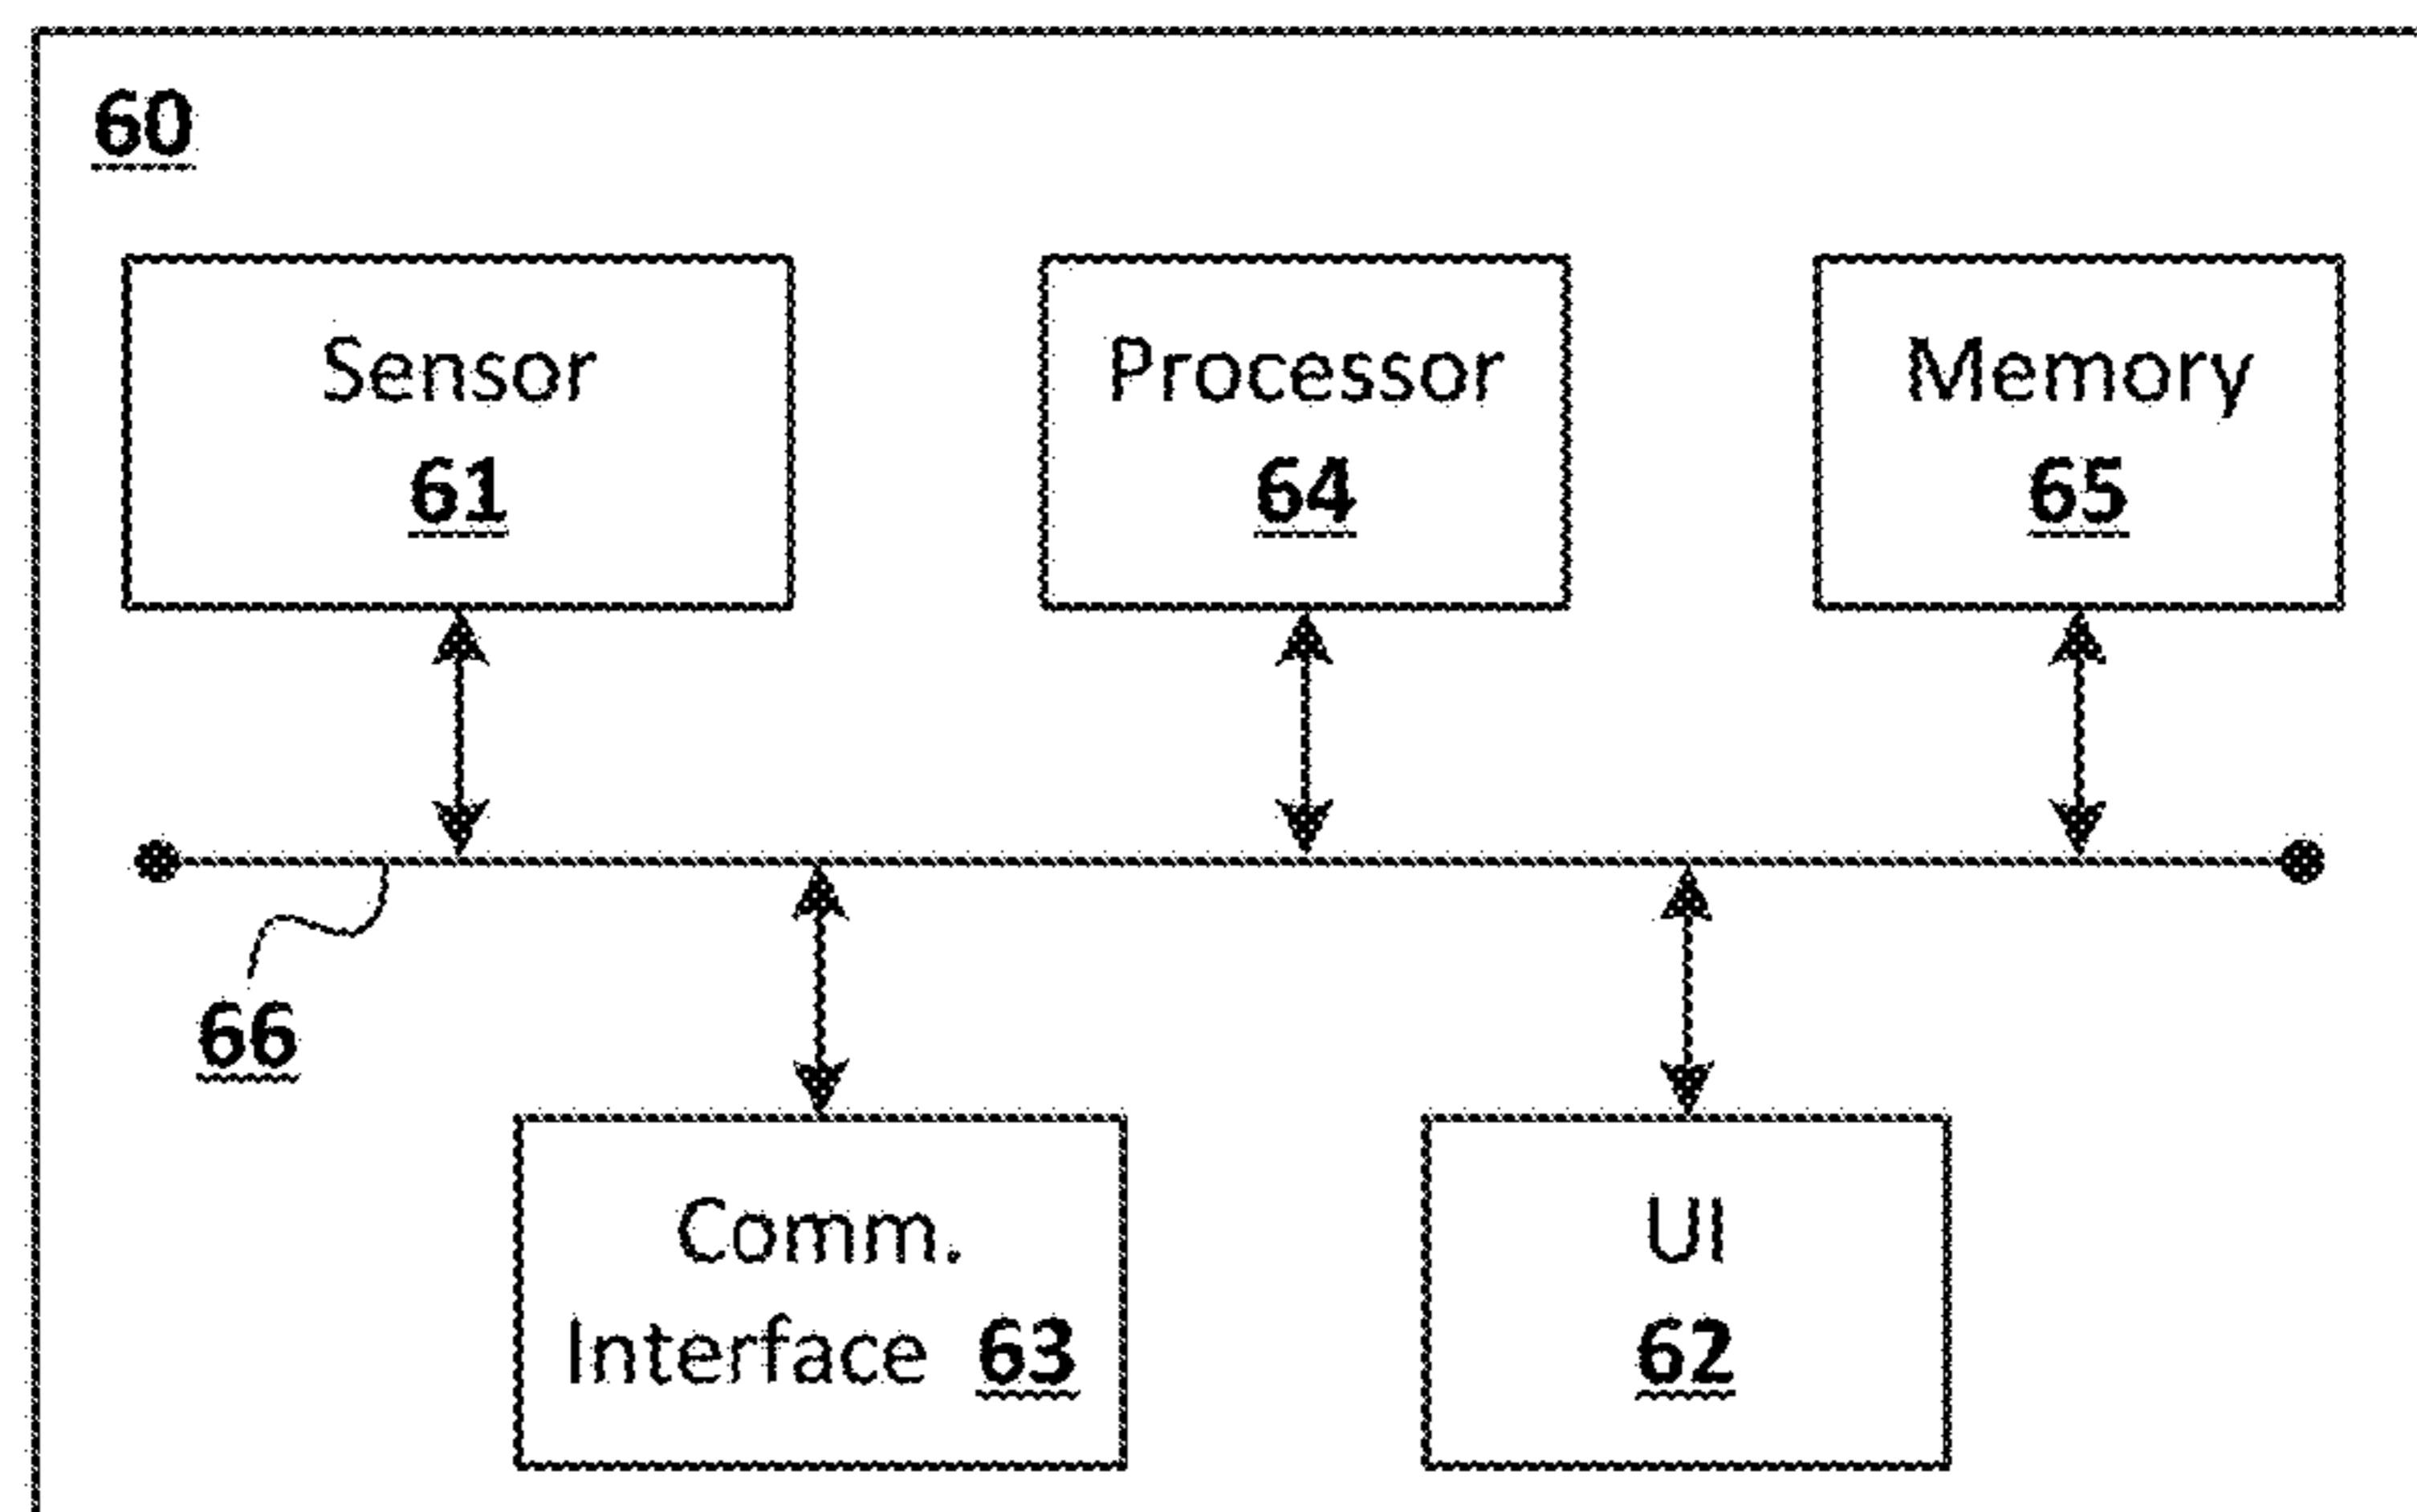 60
Sensor
61
Processor
64
Memory
65
66
Comm.
Interface 63
UI
62